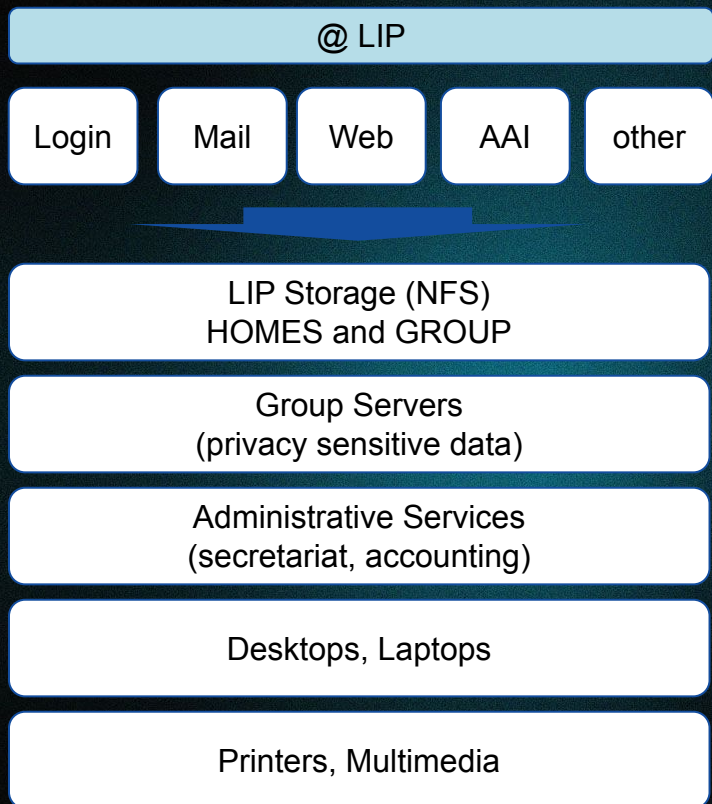 @ LIP
Login
Mail
Web
AAI
other
LIP Storage (NFS)
HOMES and GROUP
Group Servers
(privacy sensitive data)
Administrative Services
(secretariat, accounting)
Desktops, Laptops
Printers, Multimedia